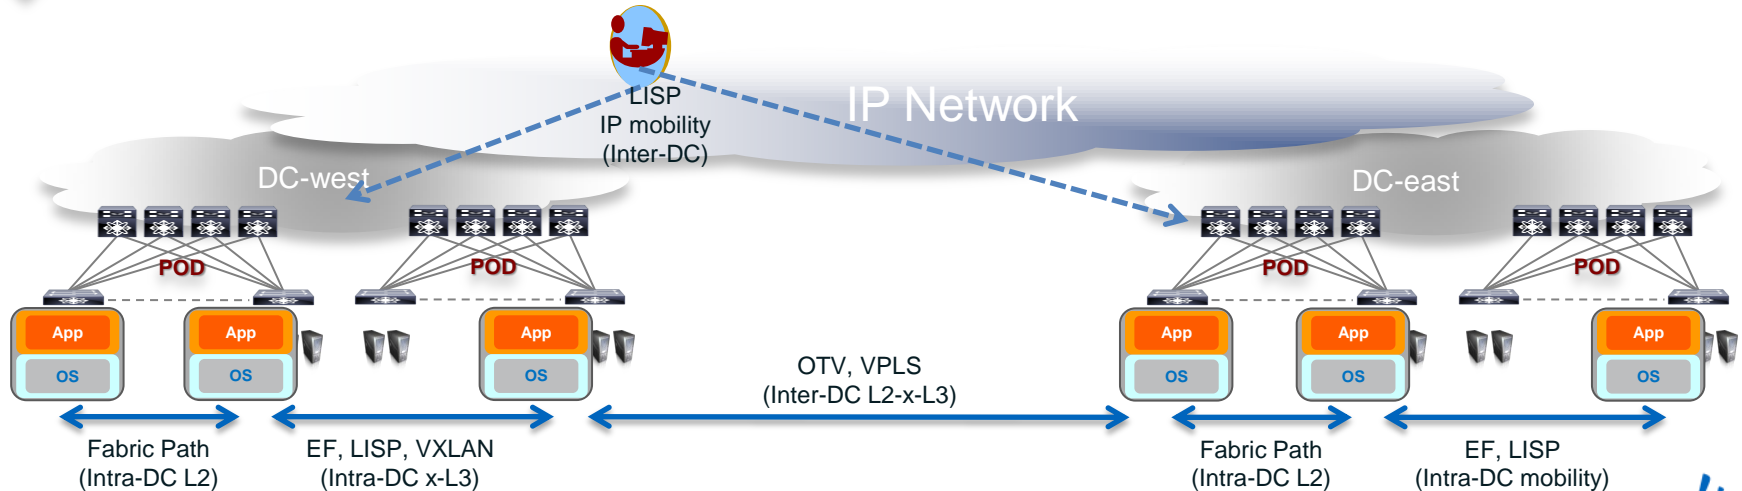 LISP
IP mobility
(Inter-DC)
IP Network
DC-west
DC-east
POD
POD
POD
POD
App
OS
App
OS
App
OS
App
OS
App
OS
App
OS
OTV, VPLS
(Inter-DC L2-x-L3)
Fabric Path
(Intra-DC L2)
EF, LISP, VXLAN
(Intra-DC x-L3)
Fabric Path
(Intra-DC L2)
EF, LISP
(Intra-DC mobility)